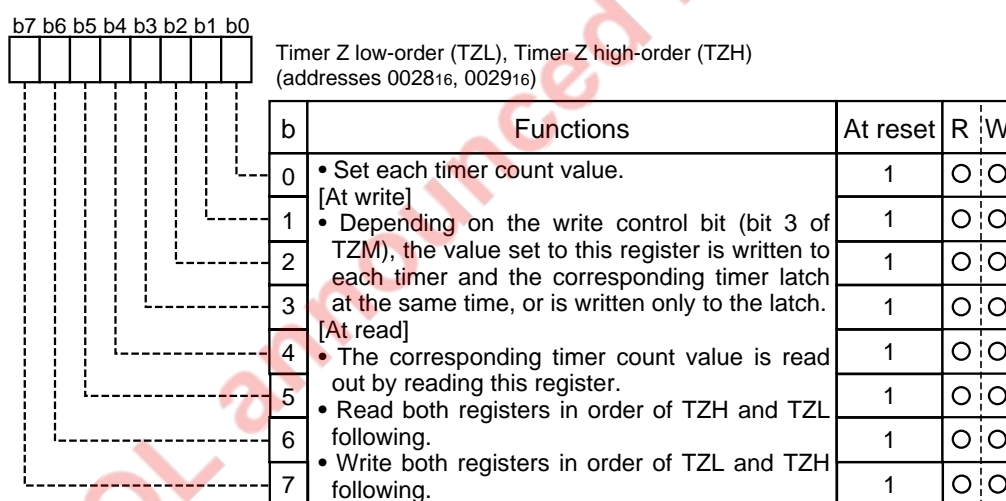 b7 b6 b5 b4 b3 b2 b1 b0
Timer Z low-order (TZL), Timer Z high-order (TZH)
(addresses 002816, 002916)
b Functions At reset R W
0 • Set each timer count value. 1 O O
[At write]
1 • Depending on the write control bit (bit 3 of 1 O O
TZM), the value set to this register is written to
2 each timer and the corresponding timer latch 1 O O
3 at the same time, or is written only to the latch. 1 O O
[At read]
4 • The corresponding timer count value is read 1 O O
out by reading this register.
5 • Read both registers in order of TZH and TZL 1 O O
6 following. 1 O O
• Write both registers in order of TZL and TZH
7 following. 1 O O
OL announced